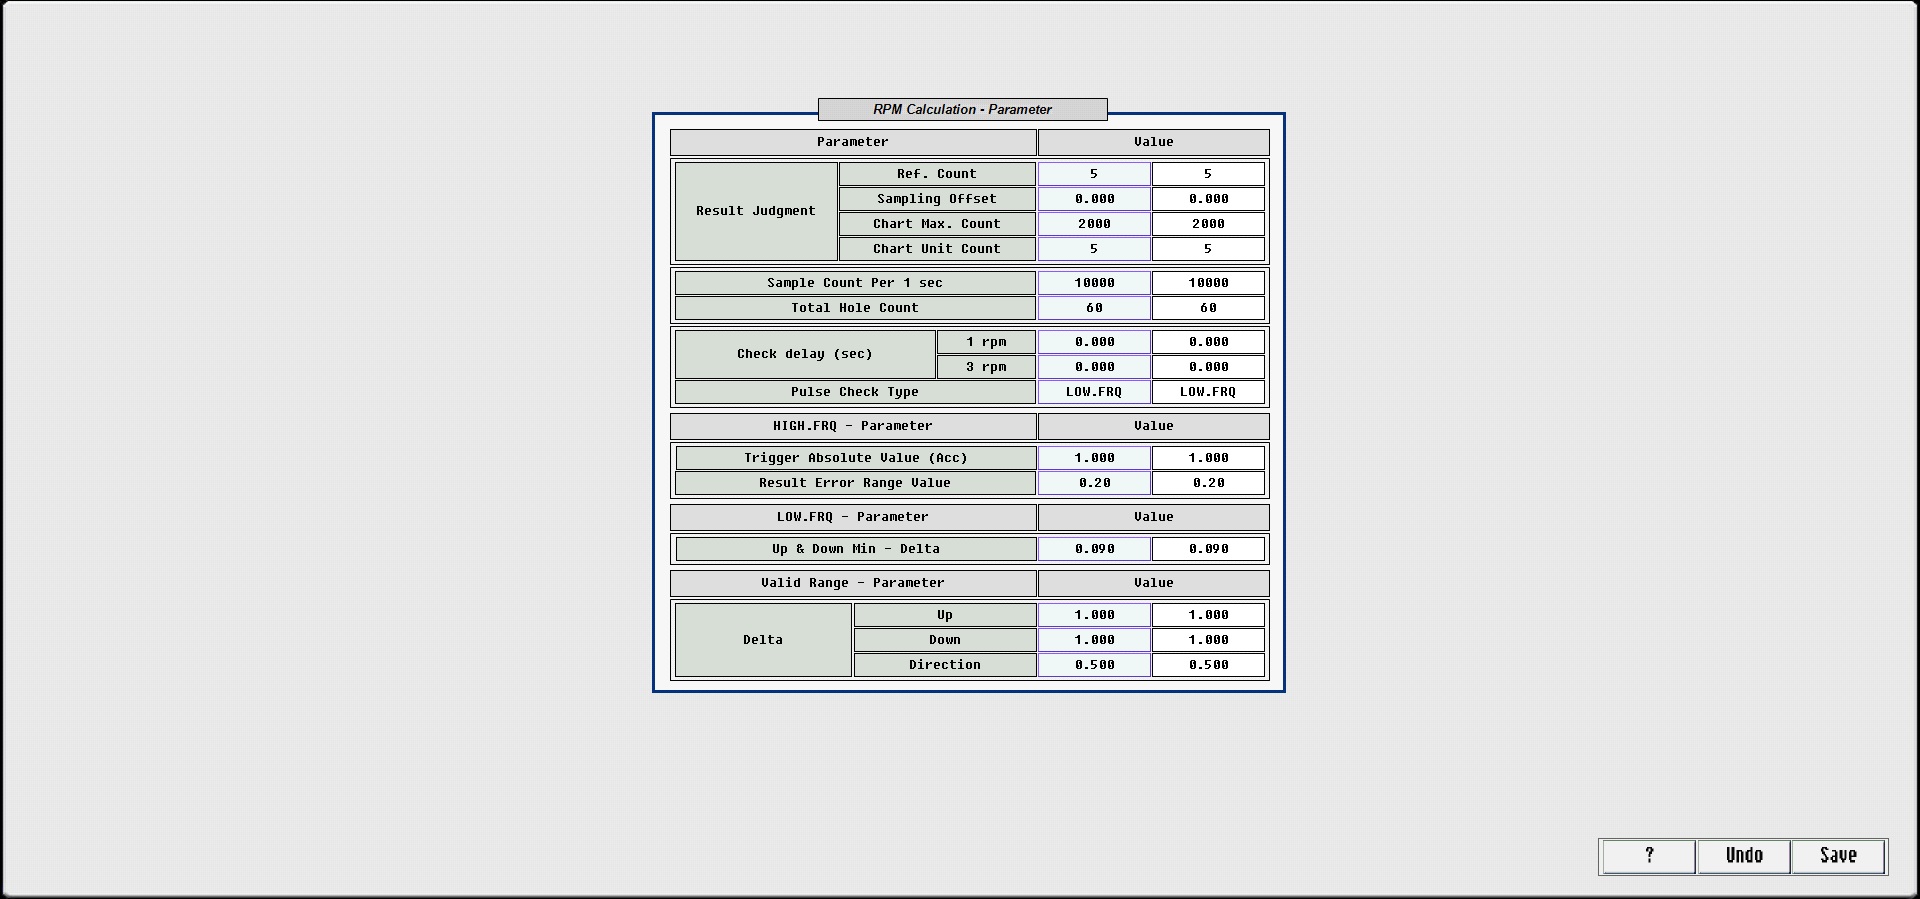 RPM Calculation - Parameter
Parameter Value
Result Judgment
Ref. Count 5 5
Sampling Offset 0.000 0.000
Chart Max. Count 2000 2000
Chart Unit Count 5 5
Sample Count Per 1 sec 10000 10000
Total Hole Count 60 60
Check delay (sec)
1 rpm 0.000 0.000
3 rpm 0.000 0.000
Pulse Check Type LOW.FRQ LOW.FRQ
HIGH.FRQ - Parameter Value
Trigger Absolute Value (Acc) 1.000 1.000
Result Error Range Value 0.20 0.20
LOW.FRQ - Parameter Value
Up & Down Min - Delta 0.090 0.090
Valid Range - Parameter Value
Delta
Up 1.000 1.000
Down 1.000 1.000
Direction 0.500 0.500
? Undo Save